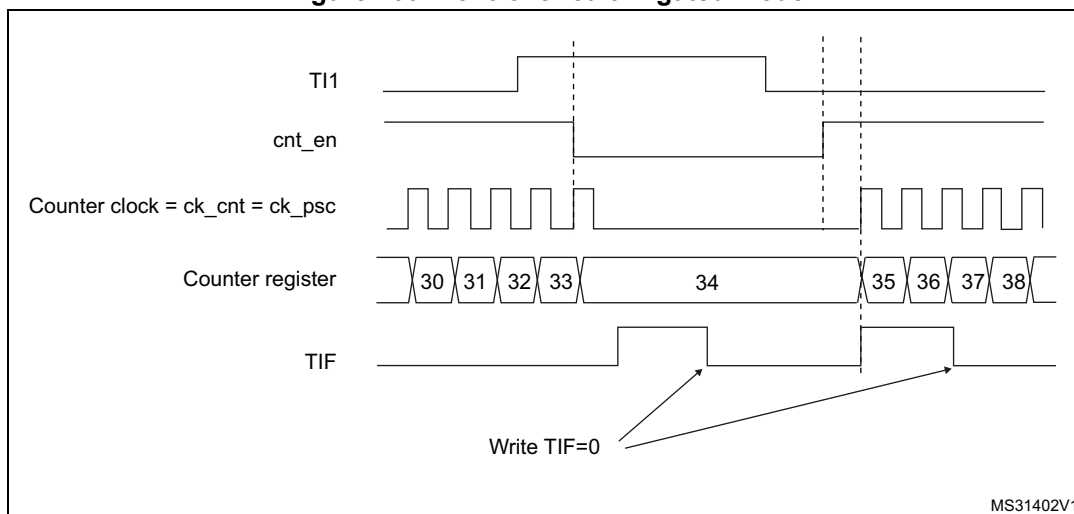 TI1
cnt_en
Counter clock = ck_cnt = ck_psc
Counter register
30 31 32 33 34 35 36 37 38
TIF
Write TIF=0
MS31402V1